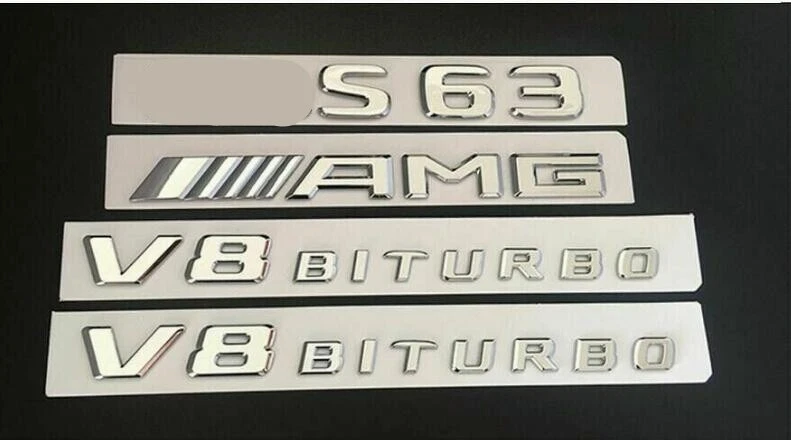 S 63
AMG
V8 BITURBO
V8 BITURBO